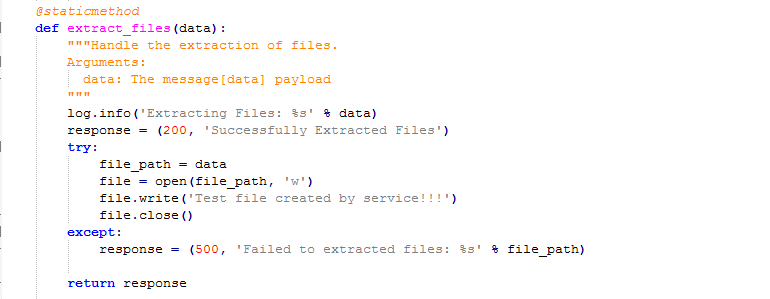 @staticmethod
def extract_files(data):
    """Handle the extraction of files.
    Arguments:
      data: The message[data] payload
    """
    log.info('Extracting Files: %s' % data)
    response = (200, 'Successfully Extracted Files')
    try:
        file_path = data
        file = open(file_path, 'w')
        file.write('Test file created by service!!!')
        file.close()
    except:
        response = (500, 'Failed to extracted files: %s' % file_path)
    return response